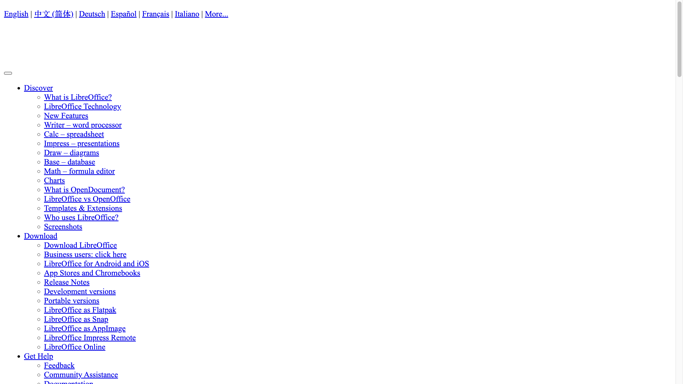 English | 中文 (简体) | Deutsch | Español | Français | Italiano | More...
Discover
What is LibreOffice?
LibreOffice Technology
New Features
Writer – word processor
Calc – spreadsheet
Impress – presentations
Draw – diagrams
Base – database
Math – formula editor
Charts
What is OpenDocument?
LibreOffice vs OpenOffice
Templates & Extensions
Who uses LibreOffice?
Screenshots
Download
Download LibreOffice
Business users: click here
LibreOffice for Android and iOS
App Stores and Chromebooks
Release Notes
Development versions
Portable versions
LibreOffice as Flatpak
LibreOffice as Snap
LibreOffice as AppImage
LibreOffice Impress Remote
LibreOffice Online
Get Help
Feedback
Community Assistance
Documentation